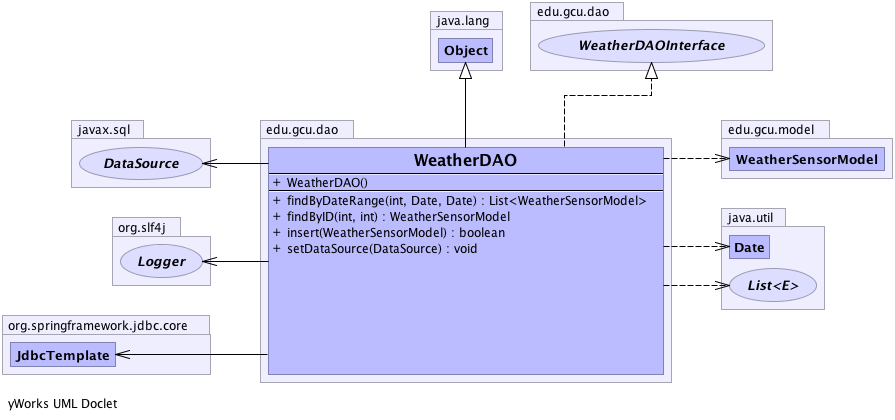 java.lang
Object
edu.gcu.dao
WeatherDAOInterface
javax.sql
DataSource
org.slf4j
Logger
org.springframework.jdbc.core
JdbcTemplate
edu.gcu.dao
WeatherDAO
+ WeatherDAO()
+ findByDateRange(int, Date, Date) : List<WeatherSensorModel>
+ findByID(int, int) : WeatherSensorModel
+ insert(WeatherSensorModel) : boolean
+ setDataSource(DataSource) : void
edu.gcu.model
WeatherSensorModel
java.util
Date
List<E>
yWorks UML Doclet